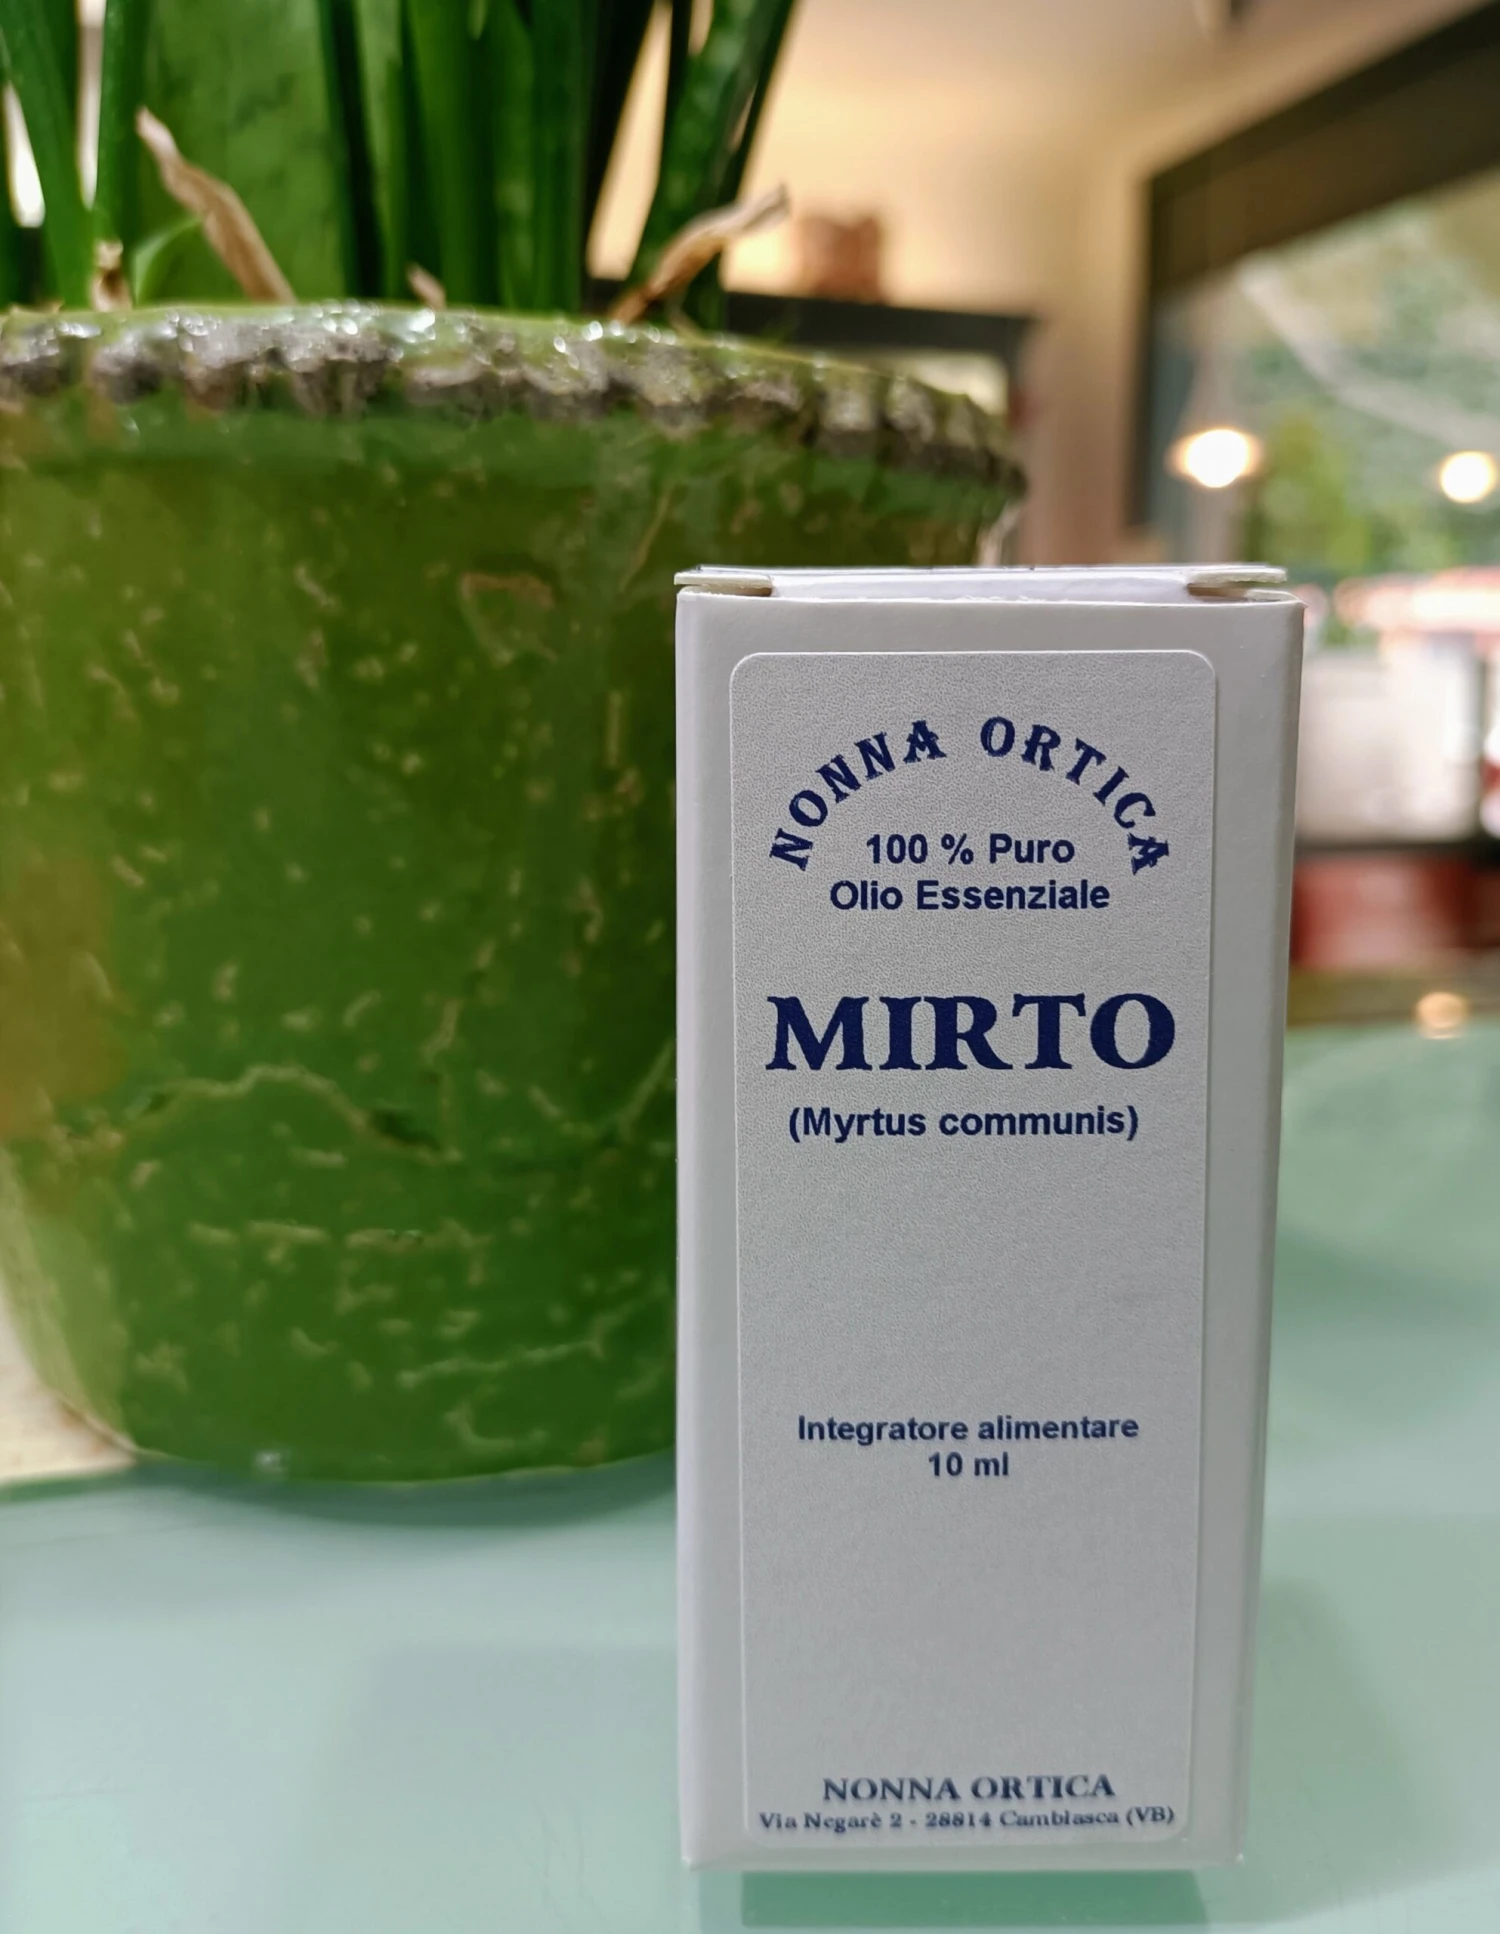 NONNA ORTICA
100 % Puro
Olio Essenziale
MIRTO
(Myrtus communis)
Integratore alimentare
10 ml
NONNA ORTICA
Via Negarè 2 - 28814 Cambiasca (VB)